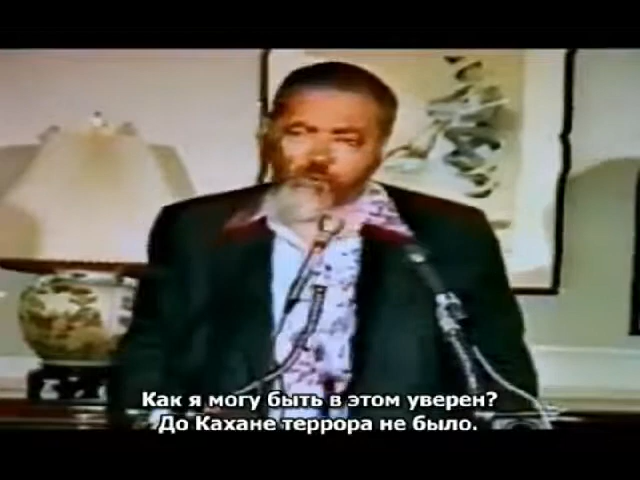 Как я могу быть в этом уверен?
До Кахане террора не было.